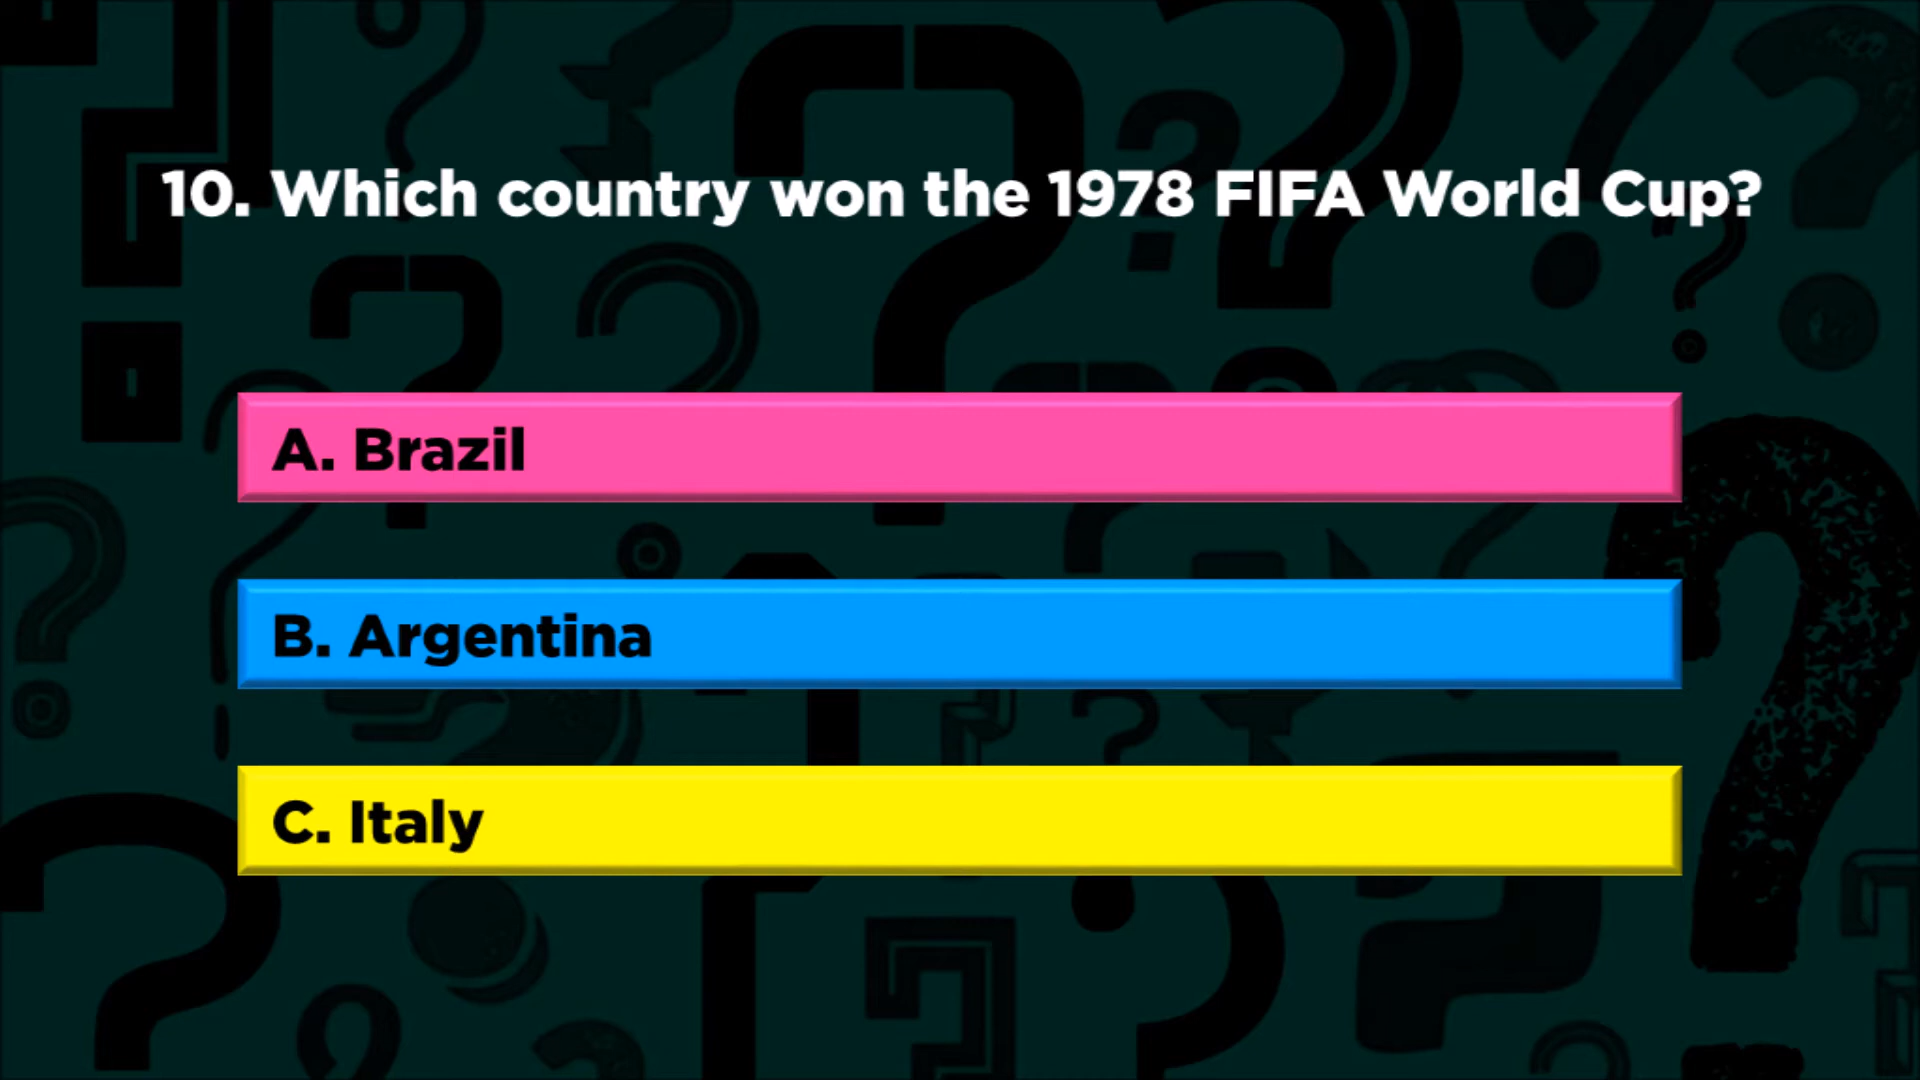 10. Which country won the 1978 FIFA World Cup?
A. Brazil
B. Argentina
C. Italy